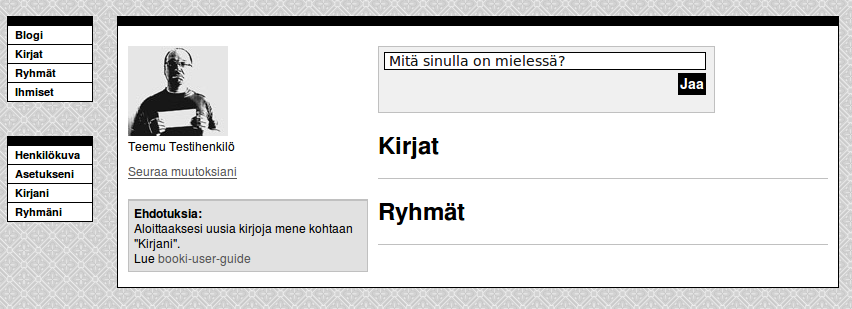 Blogi
Kirjat
Ryhmät
Ihmiset
Henkilökuva
Asetukseni
Kirjani
Ryhmäni
Teemu Testihenkilö
Seuraa muutoksiani
Ehdotuksia:
Aloittaaksesi uusia kirjoja mene kohtaan
"Kirjani".
Lue booki-user-guide
Mitä sinulla on mielessä?
Jaa
Kirjat
Ryhmät